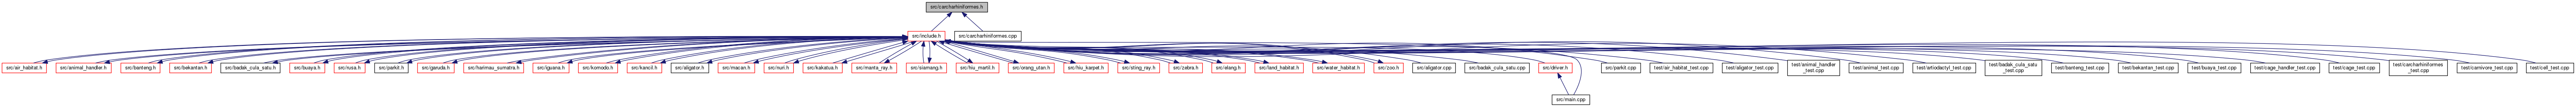 src/carcharhiniformes.h
src/include.h
src/carcharhiniformes.cpp
src/air_habitat.h
src/animal_handler.h
src/banteng.h
src/bekantan.h
src/badak_cula_satu.h
src/buaya.h
src/rusa.h
src/parkit.h
src/garuda.h
src/harimau_sumatra.h
src/iguana.h
src/komodo.h
src/kancil.h
src/aligator.h
src/macan.h
src/nuri.h
src/kakatua.h
src/manta_ray.h
src/siamang.h
src/hiu_martil.h
src/orang_utan.h
src/hiu_karpet.h
src/sting_ray.h
src/zebra.h
src/elang.h
src/land_habitat.h
src/water_habitat.h
src/zoo.h
src/aligator.cpp
src/badak_cula_satu.cpp
src/driver.h
src/parkit.cpp
test/air_habitat_test.cpp
test/aligator_test.cpp
test/animal_handler
_test.cpp
test/animal_test.cpp
test/artiodactyl_test.cpp
test/badak_cula_satu
_test.cpp
test/banteng_test.cpp
test/bekantan_test.cpp
test/buaya_test.cpp
test/cage_handler_test.cpp
test/cage_test.cpp
test/carcharhiniformes
_test.cpp
test/carnivora_test.cpp
test/cell_test.cpp
src/main.cpp